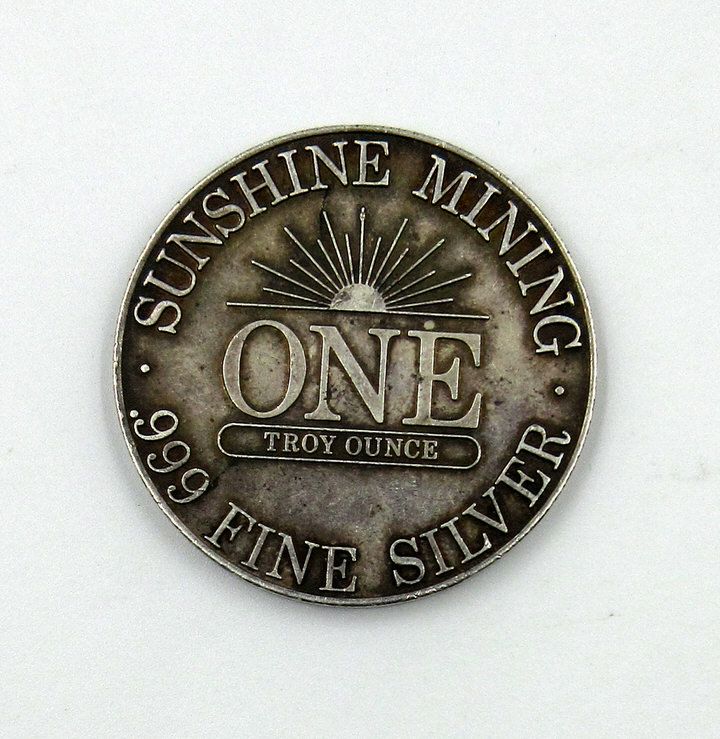 SUNSHINE MINING
ONE
TROY OUNCE
.999 FINE SILVER